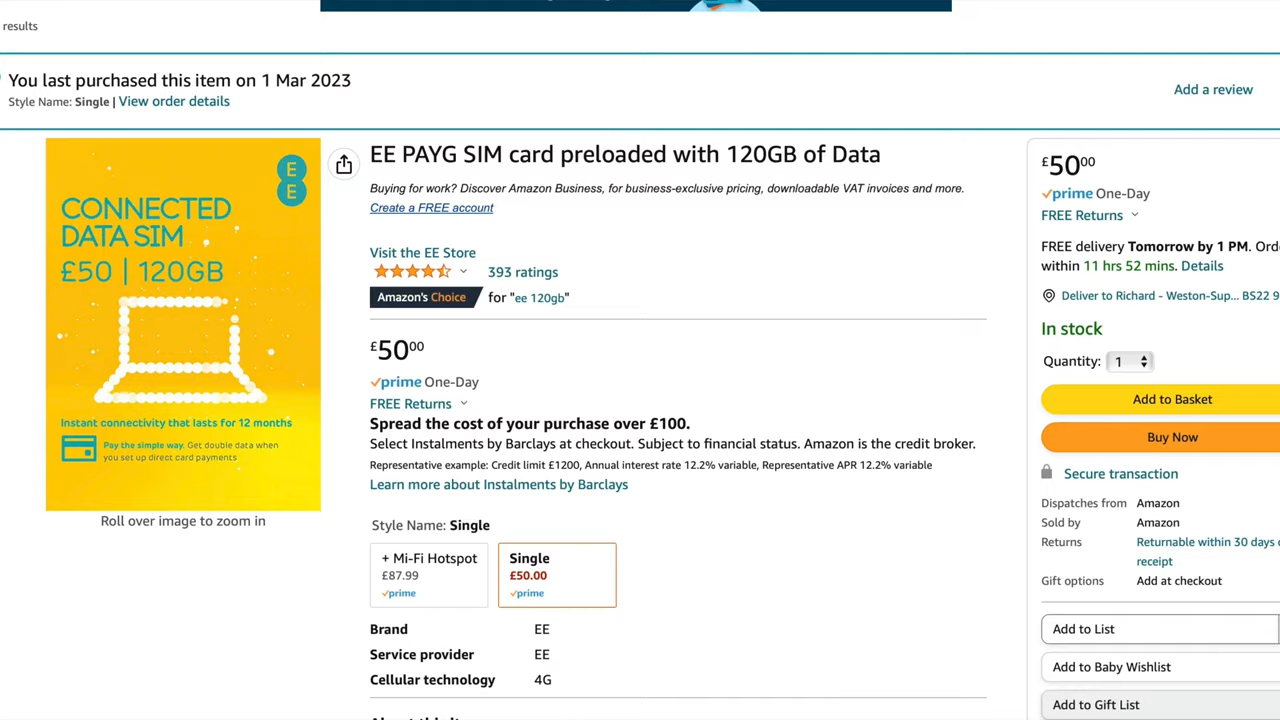 results
You last purchased this item on 1 Mar 2023
Style Name: Single | View order details
Add a review
E
E
CONNECTED
DATA SIM
£50 | 120GB
Instant connectivity that lasts for 12 months
Pay the simple way. Get double data when
you set up direct card payments
Roll over image to zoom in
EE PAYG SIM card preloaded with 120GB of Data
Buying for work? Discover Amazon Business, for business-exclusive pricing, downloadable VAT invoices and more.
Create a FREE account
Visit the EE Store
393 ratings
Amazon's Choice for "ee 120gb"
£5000
prime One-Day
FREE Returns
Spread the cost of your purchase over £100.
Select Instalments by Barclays at checkout. Subject to financial status. Amazon is the credit broker.
Representative example: Credit limit £1200, Annual interest rate 12.2% variable, Representative APR 12.2% variable
Learn more about Instalments by Barclays
Style Name: Single
+ Mi-Fi Hotspot
£87.99
prime
Single
£50.00
prime
Brand EE
Service provider EE
Cellular technology 4G
£5000
prime One-Day
FREE Returns
FREE delivery Tomorrow by 1 PM. Ord
within 11 hrs 52 mins. Details
Deliver to Richard - Weston-Sup... BS22 9
In stock
Quantity: 1
Add to Basket
Buy Now
Secure transaction
Dispatches from Amazon
Sold by Amazon
Returns Returnable within 30 days
receipt
Gift options Add at checkout
Add to List
Add to Baby Wishlist
Add to Gift List